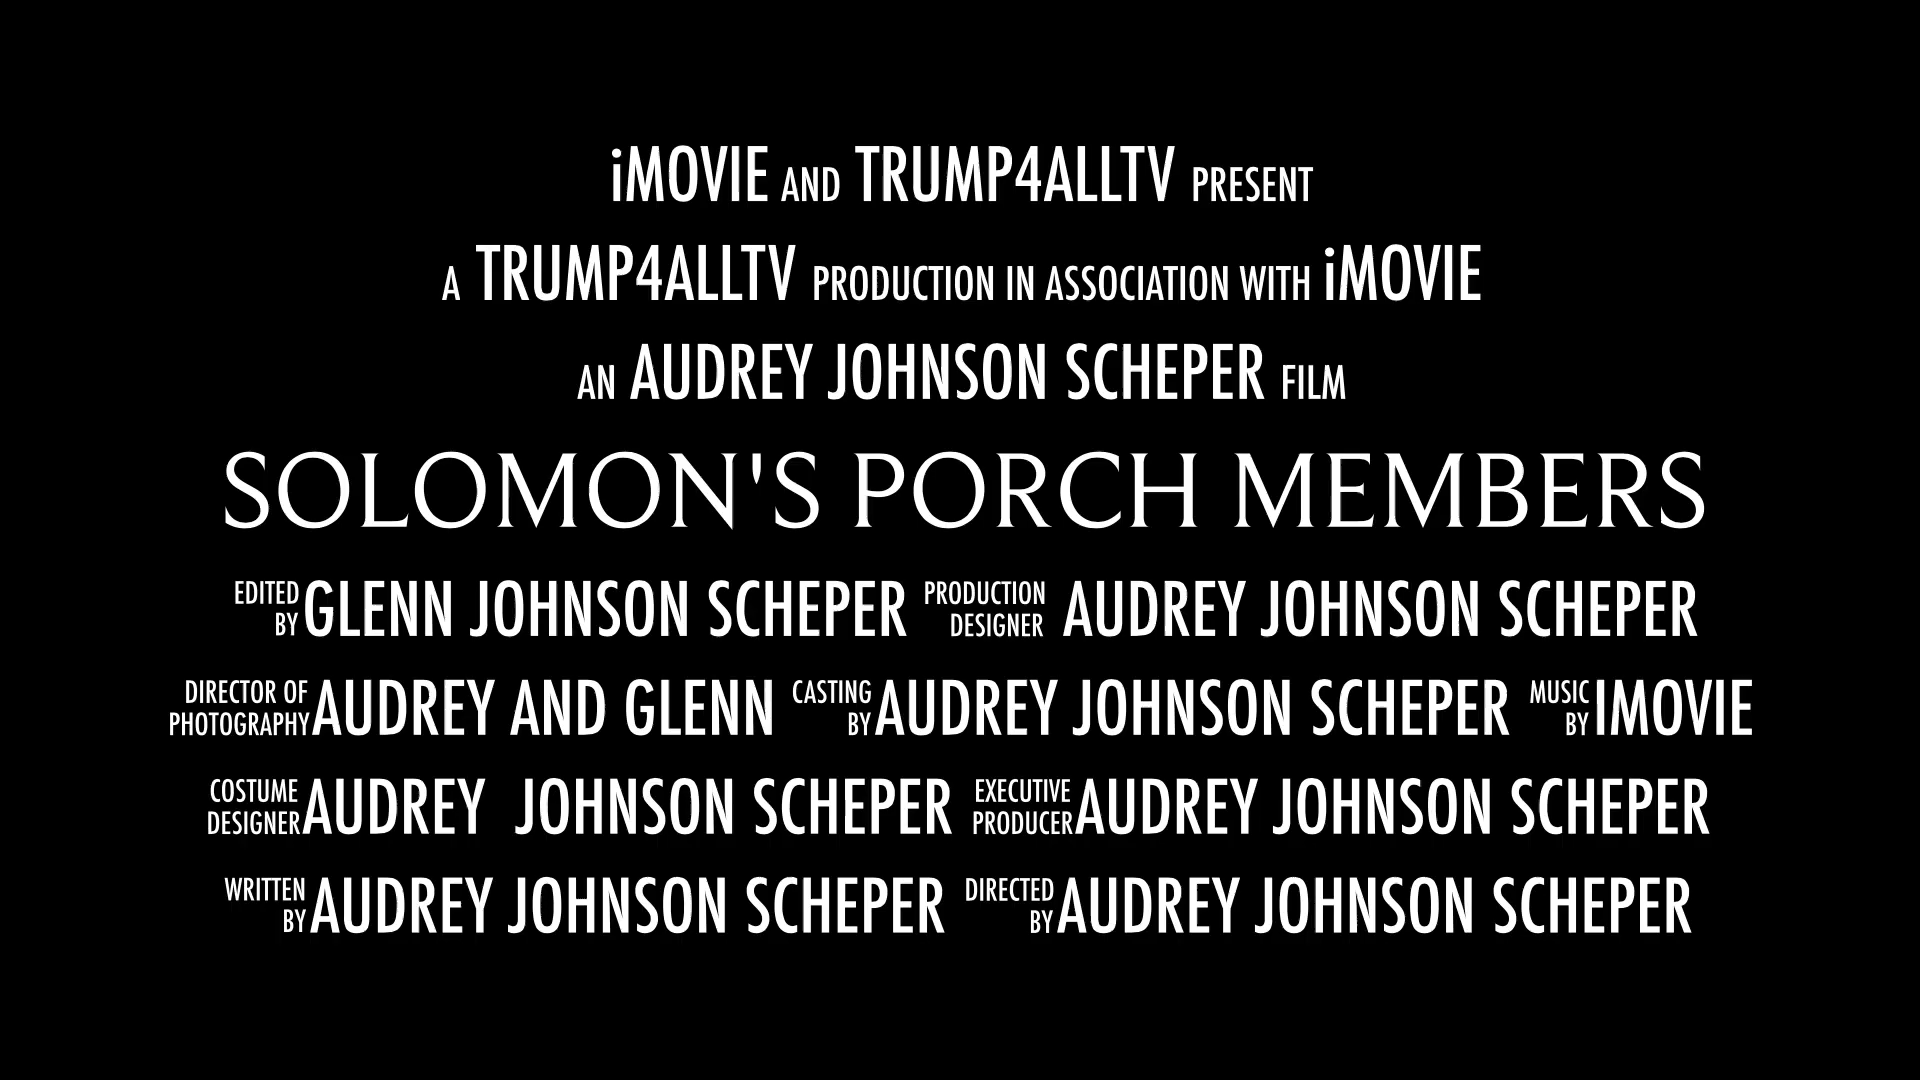 iMOVIE AND TRUMP4ALLTV PRESENT
A TRUMP4ALLTV PRODUCTION IN ASSOCIATION WITH iMOVIE
AN AUDREY JOHNSON SCHEPER FILM
SOLOMON'S PORCH MEMBERS
EDITED BY GLENN JOHNSON SCHEPER PRODUCTION DESIGNER AUDREY JOHNSON SCHEPER
DIRECTOR OF PHOTOGRAPHY AUDREY AND GLENN CASTING BY AUDREY JOHNSON SCHEPER MUSIC BY IMOVIE
COSTUME DESIGNER AUDREY JOHNSON SCHEPER EXECUTIVE PRODUCER AUDREY JOHNSON SCHEPER
WRITTEN BY AUDREY JOHNSON SCHEPER DIRECTED BY AUDREY JOHNSON SCHEPER